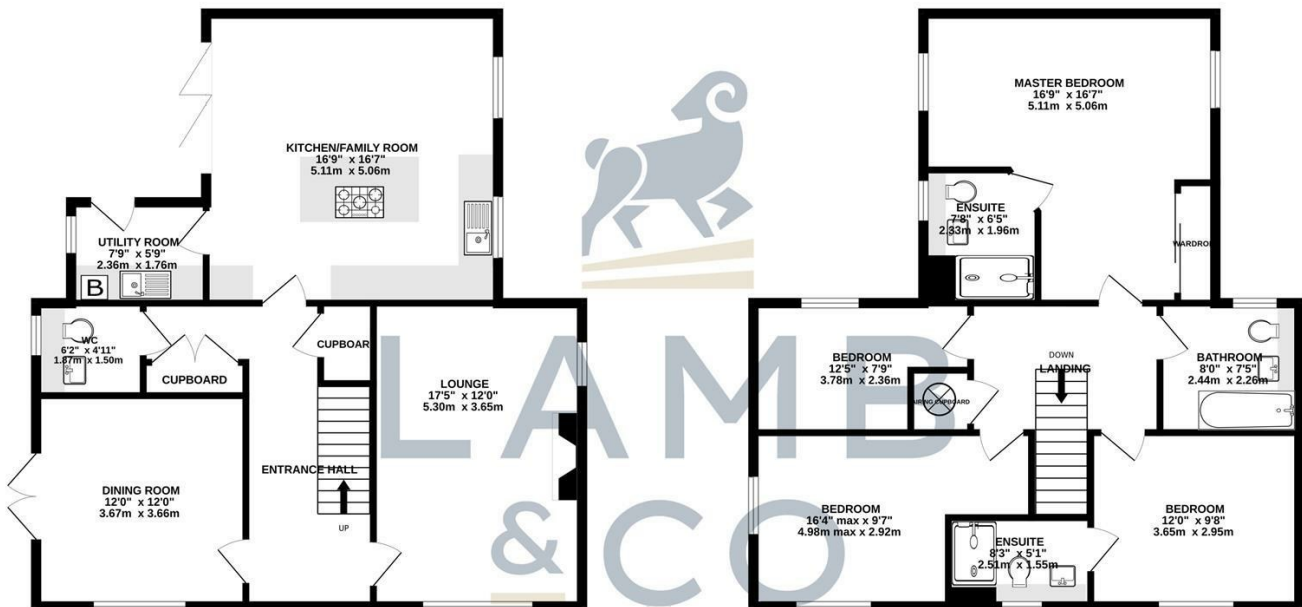 KITCHEN/FAMILY ROOM
16'9" x 16'7"
5.11m x 5.06m
UTILITY ROOM
7'9" x 5'9"
2.36m x 1.76m
B
WC
6'2" x 4'11"
1.87m x 1.50m
CUPBOARD
CUPBOAR
LOUNGE
17'5" x 12'0"
5.30m x 3.65m
ENTRANCE HALL
UP
DINING ROOM
12'0" x 12'0"
3.67m x 3.66m
MASTER BEDROOM
16'9" x 16'7"
5.11m x 5.06m
ENSUITE
7'8" x 6'5"
2.33m x 1.96m
WARDROB
BEDROOM
12'5" x 7'9"
3.78m x 2.36m
AIRING CUPBOARD
DOWN
LANDING
BATHROOM
8'0" x 7'5"
2.44m x 2.26m
BEDROOM
16'4" max x 9'7"
4.98m max x 2.92m
ENSUITE
8'3" x 5'1"
2.51m x 1.55m
BEDROOM
12'0" x 9'8"
3.65m x 2.95m
LAMB
& CO